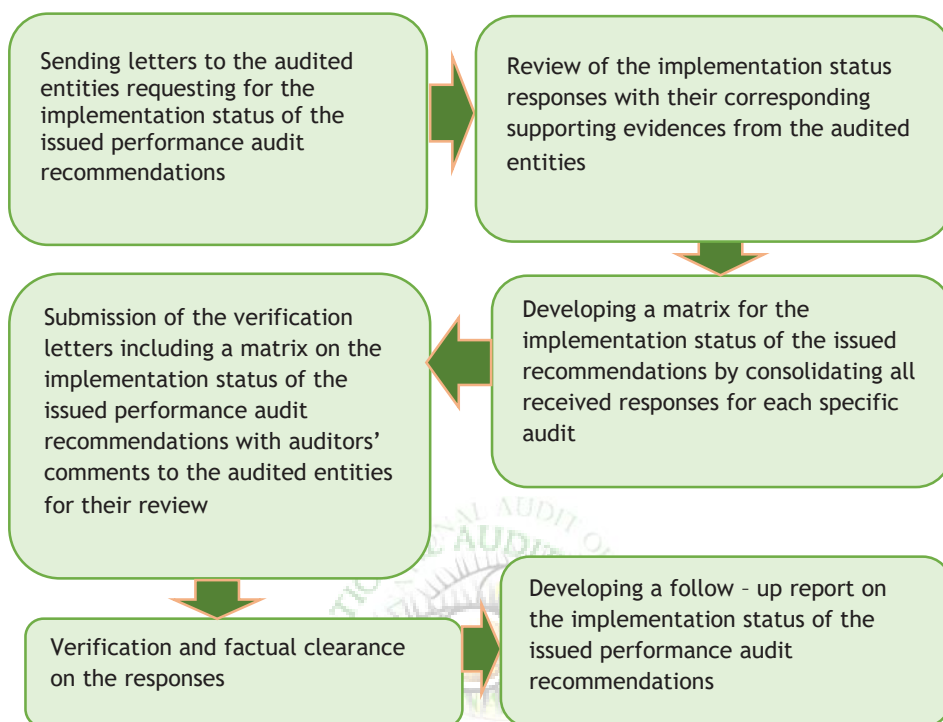 Sending letters to the audited
entities requesting for the
implementation status of the
issued performance audit
recommendations
Review of the implementation status
responses with their corresponding
supporting evidences from the audited
entities
Developing a matrix for the
implementation status of the issued
recommendations by consolidating all
received responses for each specific
audit
Submission of the verification
letters including a matrix on the
implementation status of the
issued performance audit
recommendations with auditors’
comments to the audited entities
for their review
Verification and factual clearance
on the responses
Developing a follow – up report on
the implementation status of the
issued performance audit
recommendations